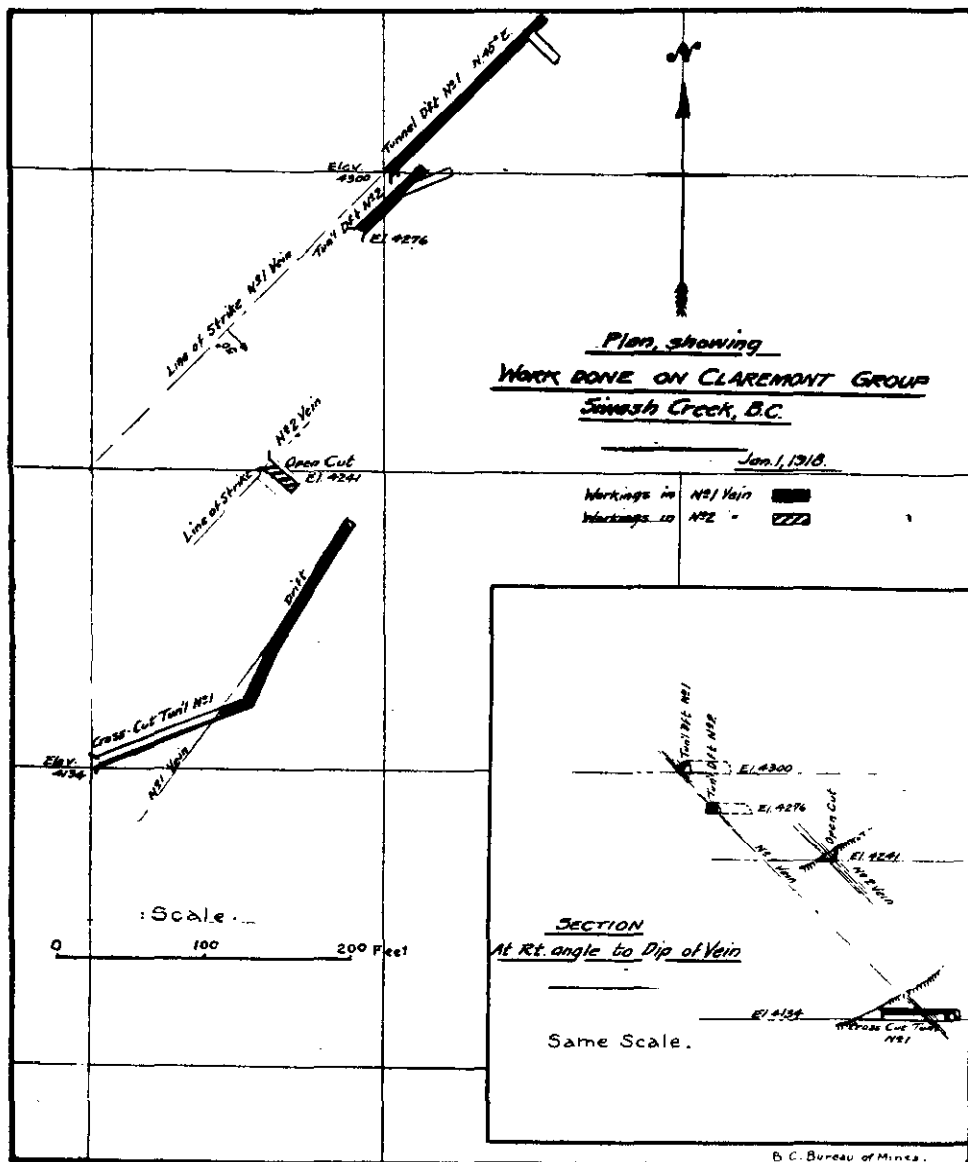 Tunnel Dft Nº1 N.45°E.
N
Elev.
4300
Tun'l Dft Nº2
El. 4276
Line of Strike Nº1 Vein
Plan, showing
WORK DONE ON CLAREMONT GROUP
Siwash Creek, B.C.
Jan. 1, 1918.
Workings in Nº1 Vein
Workings in Nº2 "
Nº2 Vein
Open Cut
El. 4241
Line of Strike
Drift
Cross-Cut Tun'l Nº1
Elev.
4134
Nº1 Vein
Scale.
0 100 200 Feet
Tun'l Dft Nº1
Tun'l Dft Nº2
El. 4300
El. 4276
Open Cut
El. 4241
Nº1 Vein
Nº2 Vein
SECTION
At Rt. angle to Dip of Vein
El. 4134
Cross Cut Tun'l
Nº1
Same Scale.
B.C. Bureau of Mines.